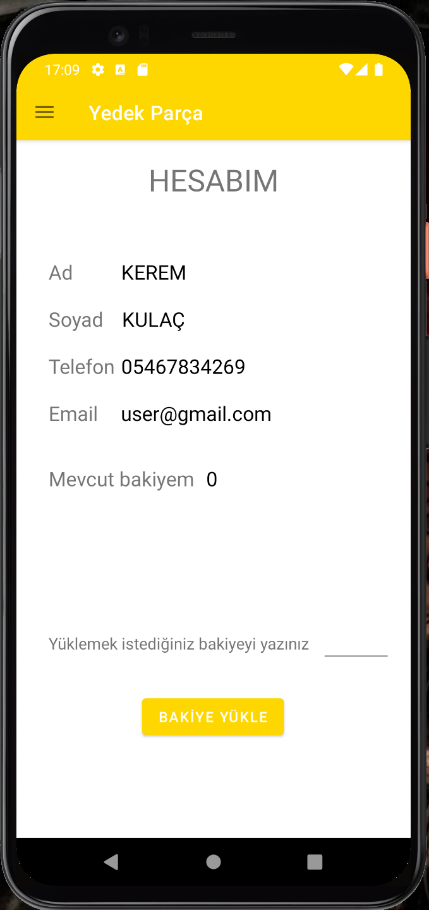 17:09
Yedek Parça
HESABIM
Ad KEREM
Soyad KULAÇ
Telefon 05467834269
Email user@gmail.com
Mevcut bakiyem 0
Yüklemek istediğiniz bakiyeyi yazınız
BAKİYE YÜKLE